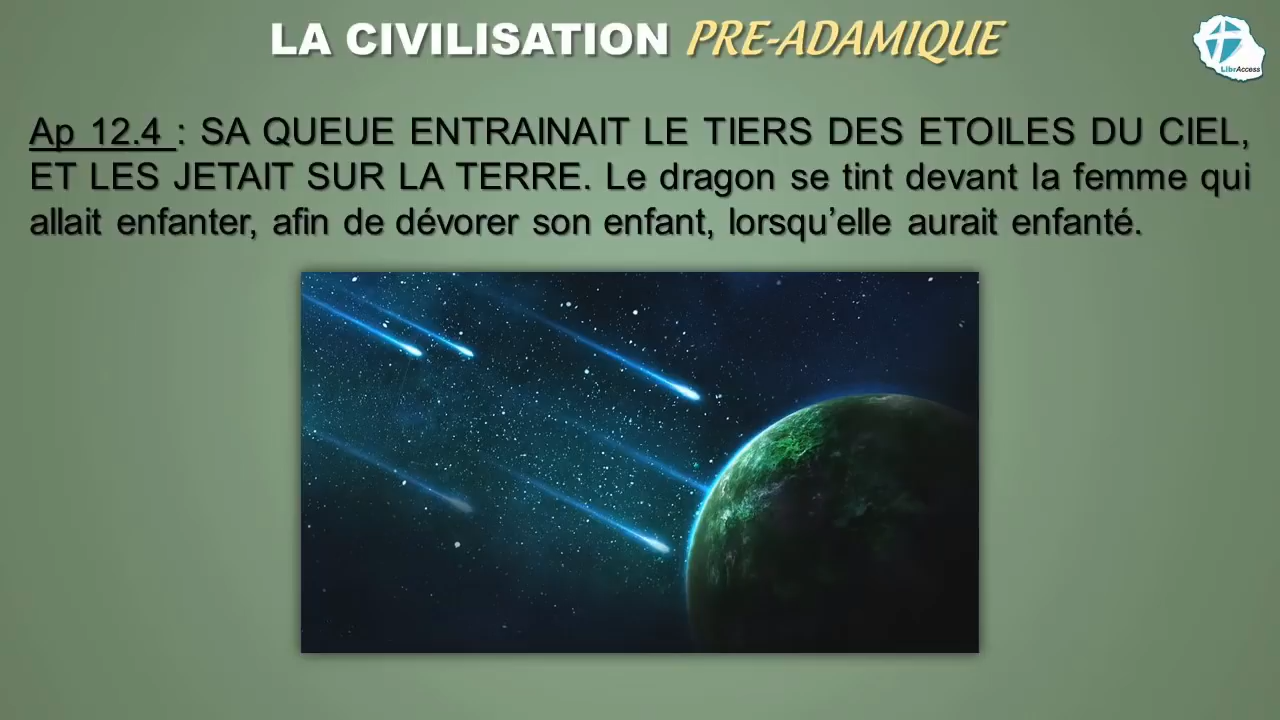 LA CIVILISATION PRE-ADAMIQUE
LibrAccess
Ap 12.4 : SA QUEUE ENTRAINAIT LE TIERS DES ETOILES DU CIEL,
ET LES JETAIT SUR LA TERRE. Le dragon se tint devant la femme qui
allait enfanter, afin de dévorer son enfant, lorsqu’elle aurait enfanté.